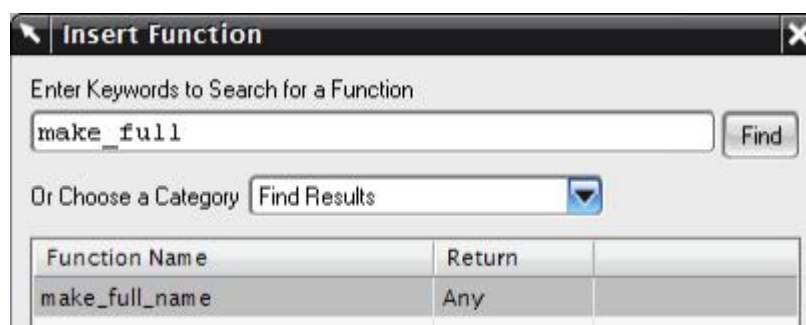 Insert Function
Enter Keywords to Search for a Function
make_full Find
Or Choose a Category Find Results
Function Name Return
make_full_name Any